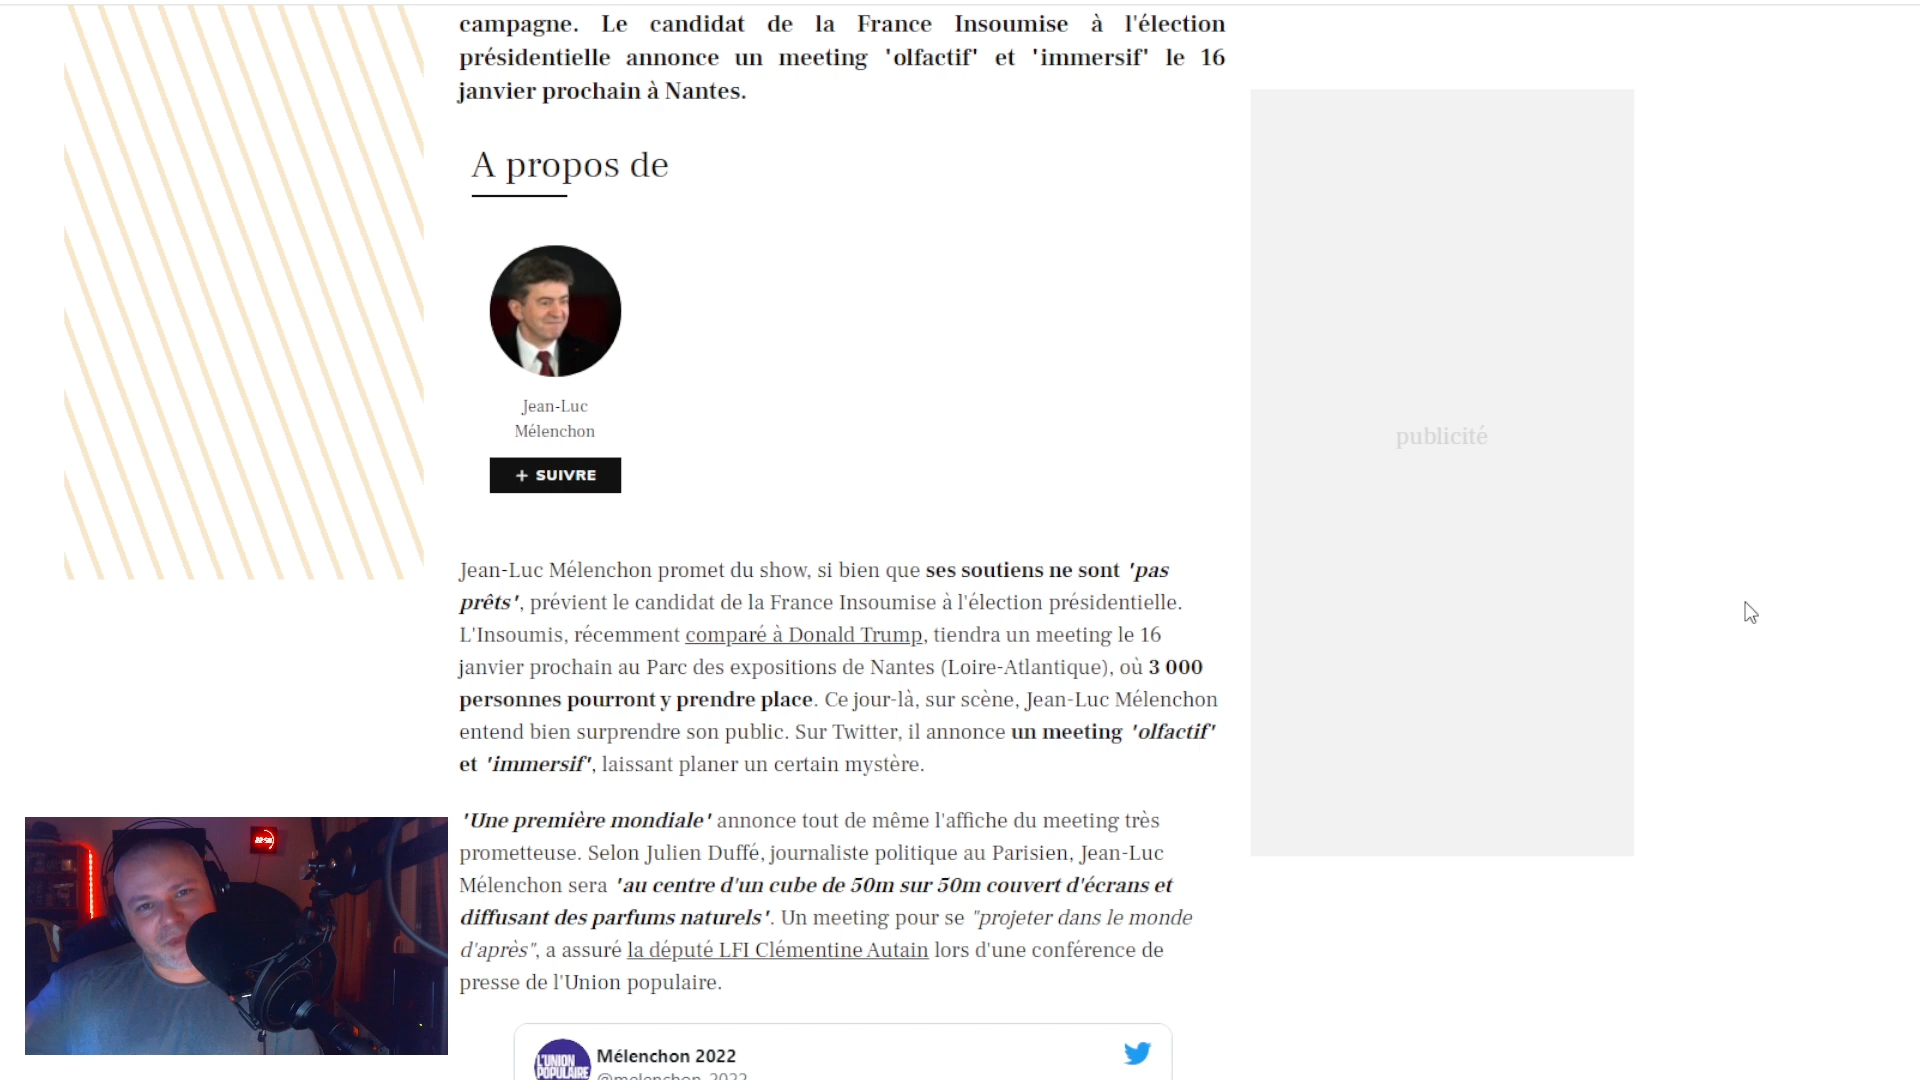 campagne. Le candidat de la France Insoumise à l'élection
présidentielle annonce un meeting 'olfactif' et 'immersif' le 16
janvier prochain à Nantes.
A propos de
Jean-Luc
Mélenchon
+ SUIVRE
publicité
Jean-Luc Mélenchon promet du show, si bien que ses soutiens ne sont 'pas
prêts', prévient le candidat de la France Insoumise à l'élection présidentielle.
L'Insoumis, récemment comparé à Donald Trump, tiendra un meeting le 16
janvier prochain au Parc des expositions de Nantes (Loire-Atlantique), où 3 000
personnes pourront y prendre place. Ce jour-là, sur scène, Jean-Luc Mélenchon
entend bien surprendre son public. Sur Twitter, il annonce un meeting 'olfactif'
et 'immersif', laissant planer un certain mystère.
'Une première mondiale' annonce tout de même l'affiche du meeting très
prometteuse. Selon Julien Duffé, journaliste politique au Parisien, Jean-Luc
Mélenchon sera 'au centre d'un cube de 50m sur 50m couvert d'écrans et
diffusant des parfums naturels'. Un meeting pour se "projeter dans le monde
d'après", a assuré la député LFI Clémentine Autain lors d'une conférence de
presse de l'Union populaire.
L'UNION
POPULAIRE
Mélenchon 2022
@melenchon_2022